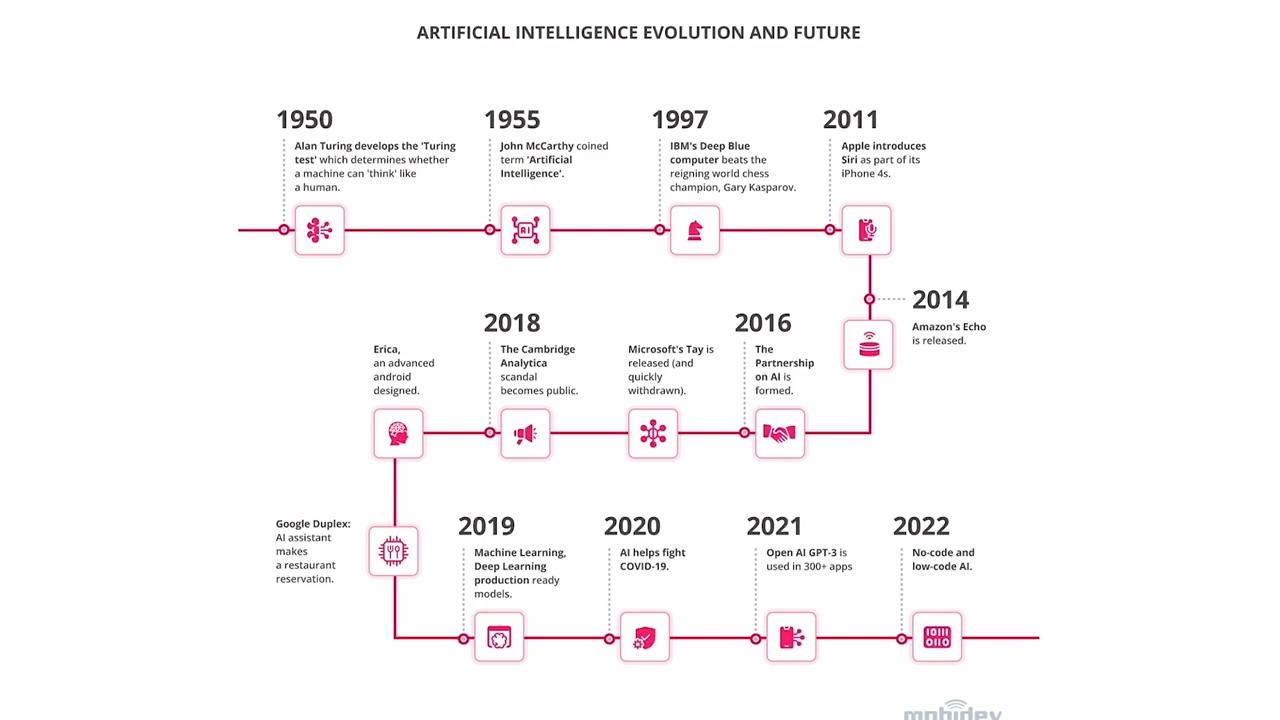 ARTIFICIAL INTELLIGENCE EVOLUTION AND FUTURE
1950
Alan Turing develops the 'Turing
test' which determines whether
a machine can 'think' like
a human.
1955
John McCarthy coined
term 'Artificial
Intelligence'.
1997
IBM's Deep Blue
computer beats the
reigning world chess
champion, Gary Kasparov.
2011
Apple introduces
Siri as part of its
iPhone 4s.
AI
2014
Amazon's Echo
is released.
2016
The
Partnership
on AI is
formed.
Microsoft's Tay is
released (and
quickly
withdrawn).
2018
The Cambridge
Analytica
scandal
becomes public.
Erica,
an advanced
android
designed.
Google Duplex:
AI assistant
makes
a restaurant
reservation.
2019
Machine Learning,
Deep Learning
production ready
models.
2020
AI helps fight
COVID-19.
2021
Open AI GPT-3 is
used in 300+ apps
2022
No-code and
low-code AI.
1011
0110
mobidev